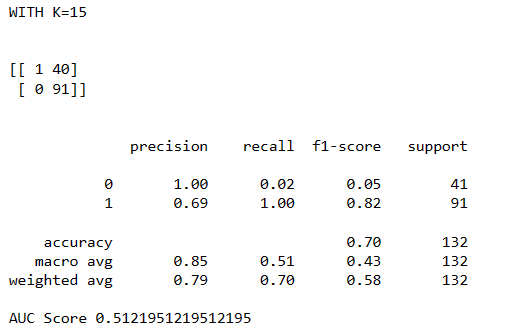 WITH K=15
[[ 1 40]
[ 0 91]]
precision recall f1-score support
0 1.00 0.02 0.05 41
1 0.69 1.00 0.82 91
accuracy 0.70 132
macro avg 0.85 0.51 0.43 132
weighted avg 0.79 0.70 0.58 132
AUC Score 0.5121951219512195